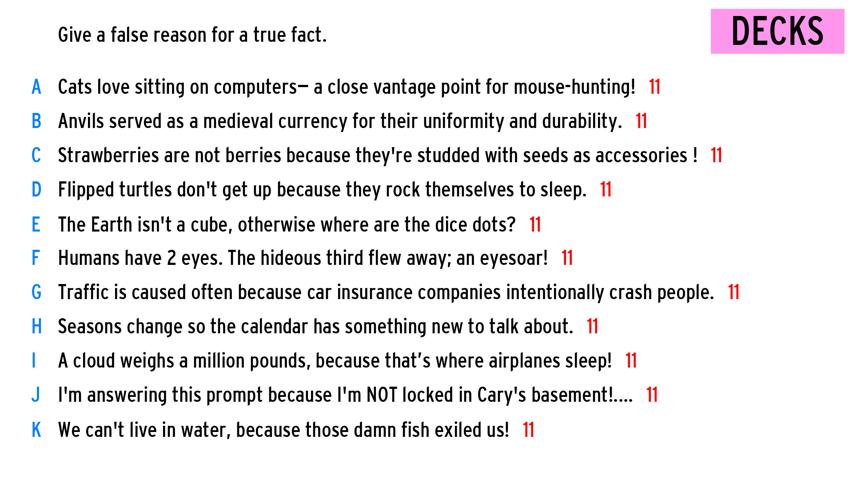 Give a false reason for a true fact.
DECKS
A Cats love sitting on computers— a close vantage point for mouse-hunting! 11
B Anvils served as a medieval currency for their uniformity and durability. 11
C Strawberries are not berries because they're studded with seeds as accessories ! 11
D Flipped turtles don't get up because they rock themselves to sleep. 11
E The Earth isn't a cube, otherwise where are the dice dots? 11
F Humans have 2 eyes. The hideous third flew away; an eyesoar! 11
G Traffic is caused often because car insurance companies intentionally crash people. 11
H Seasons change so the calendar has something new to talk about. 11
I A cloud weighs a million pounds, because that’s where airplanes sleep! 11
J I'm answering this prompt because I'm NOT locked in Cary's basement!.... 11
K We can't live in water, because those damn fish exiled us! 11